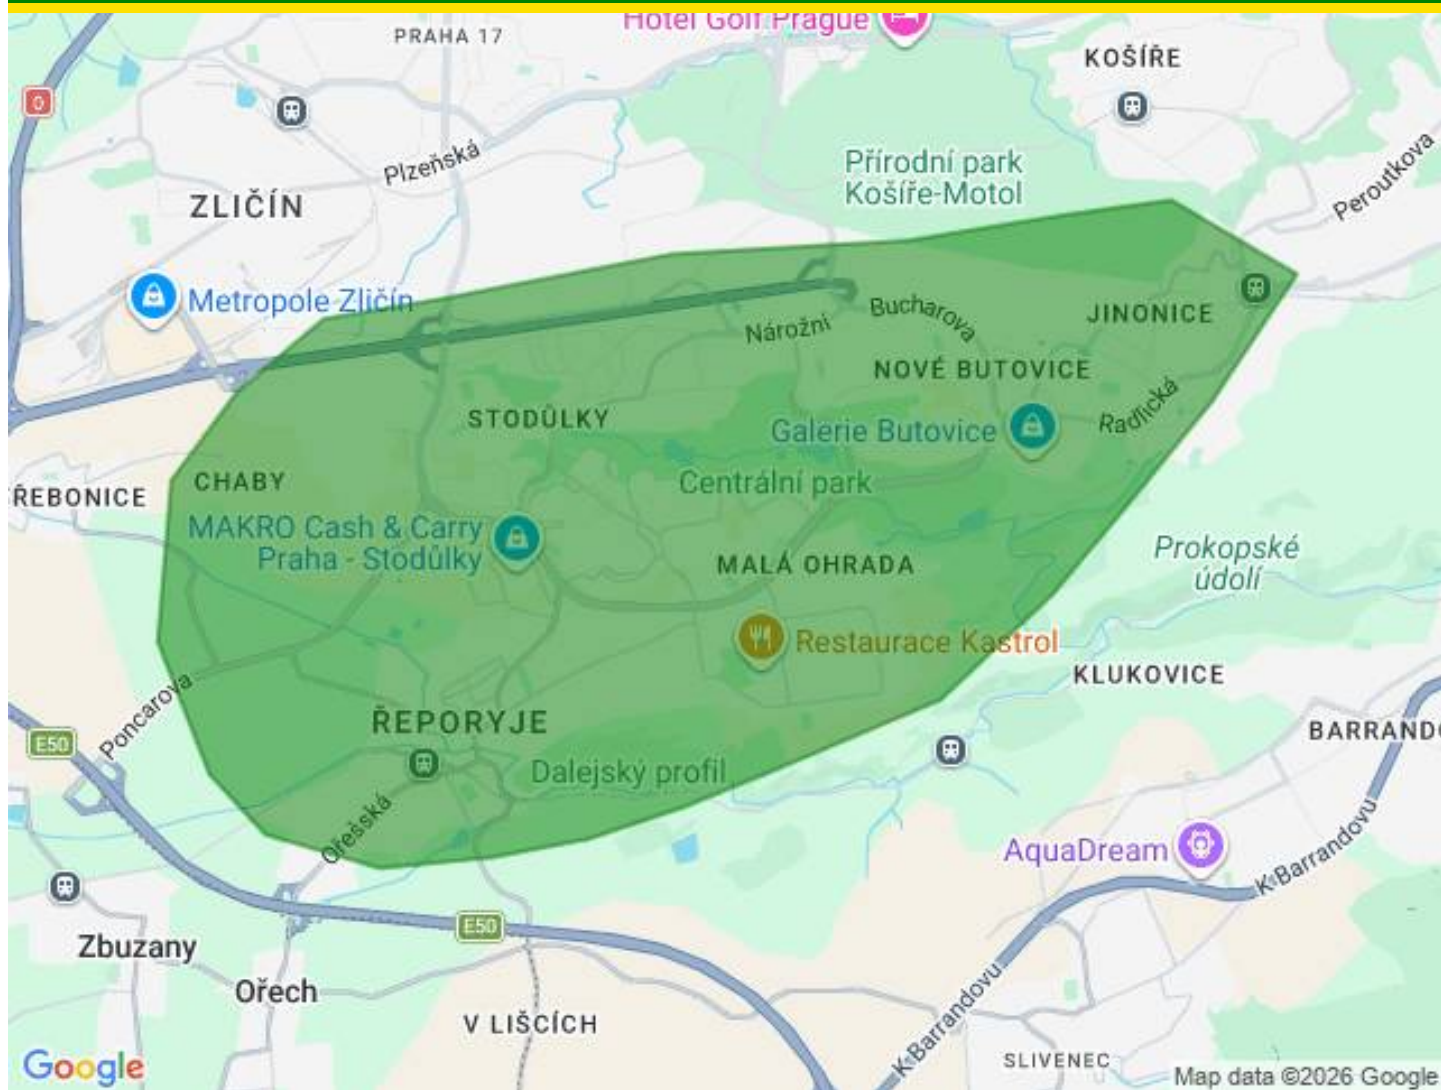 Hotel Golf Prague
PRAHA 17
KOŠÍŘE
0
Plzeňská
Přírodní park
Košíře-Motol
Peroutkova
ZLIČÍN
Metropole Zličín
Bucharova
JINONICE
Nárožní
NOVÉ BUTOVICE
Radlická
STODŮLKY
Galerie Butovice
CHABY
Centrální park
ŘEBONICE
MAKRO Cash & Carry
Praha - Stodůlky
MALÁ OHRADA
Prokopské
údolí
Restaurace Kastrol
KLUKOVICE
Poncarova
ŘEPORYJE
E50
BARRANDO
Dalejský profil
Ořešská
AquaDream
K Barrandovu
E50
Zbuzany
Ořech
V LIŠCÍCH
K Barrandovu
SLIVENEC
Google
Map data ©2026 Google